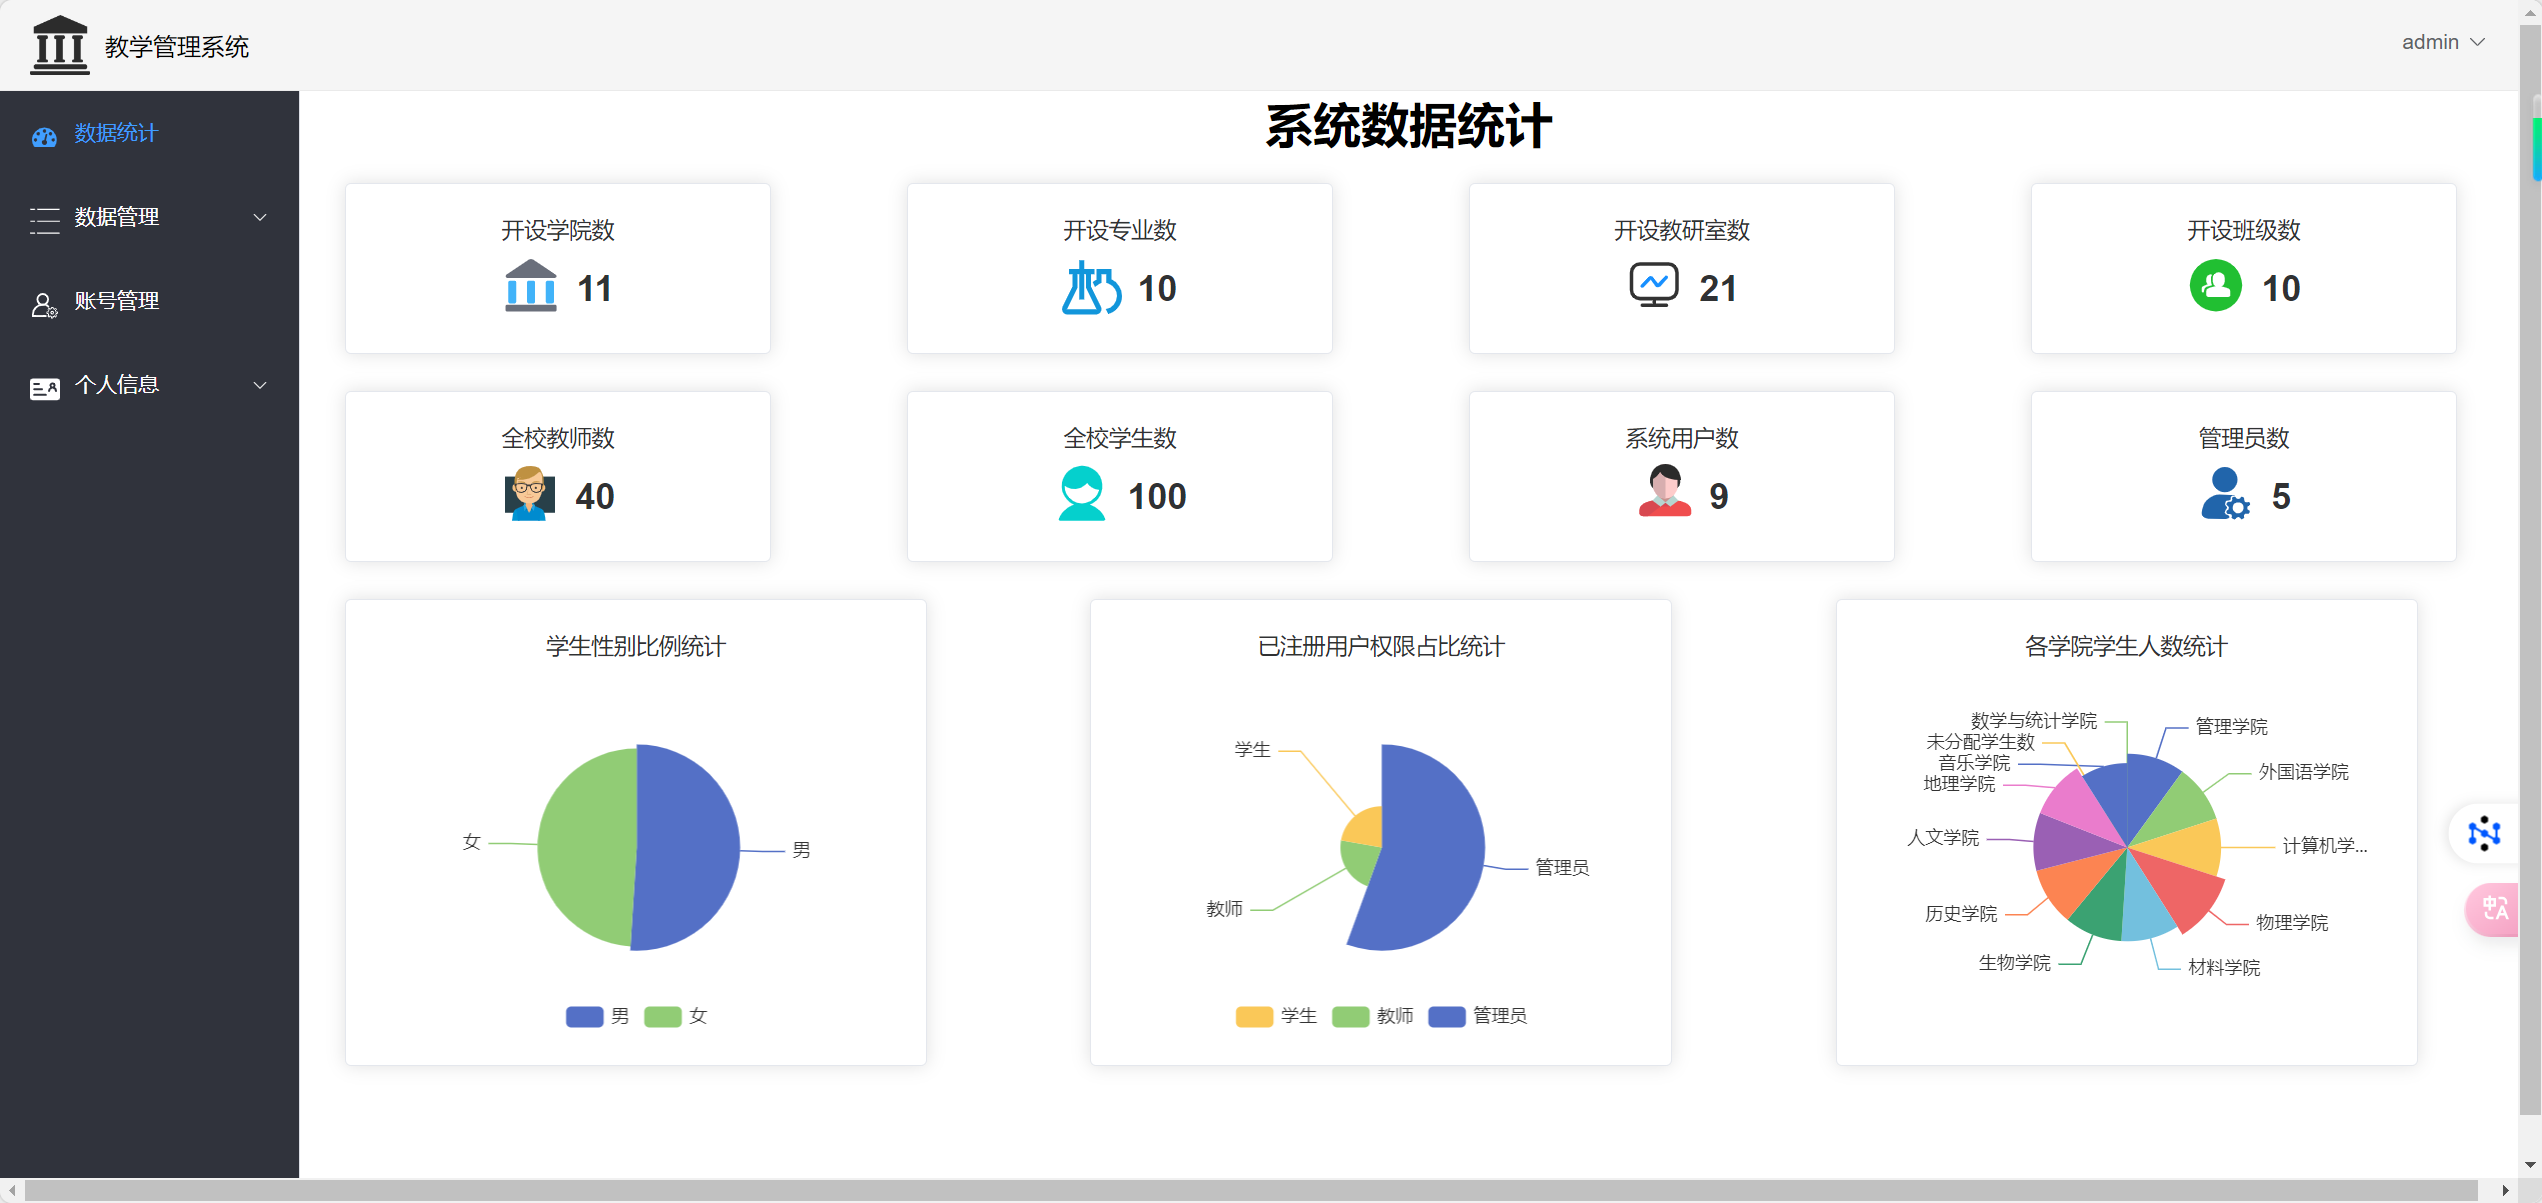 教学管理系统
admin
数据统计
数据管理
账号管理
个人信息
系统数据统计
开设学院数
11
开设专业数
10
开设教研室数
21
开设班级数
10
全校教师数
40
全校学生数
100
系统用户数
9
管理员数
5
学生性别比例统计
女
男
男 女
已注册用户权限占比统计
学生
管理员
教师
学生 教师 管理员
各学院学生人数统计
数学与统计学院
管理学院
未分配学生数
音乐学院
外国语学院
地理学院
人文学院
计算机学...
历史学院
物理学院
生物学院
材料学院
中A